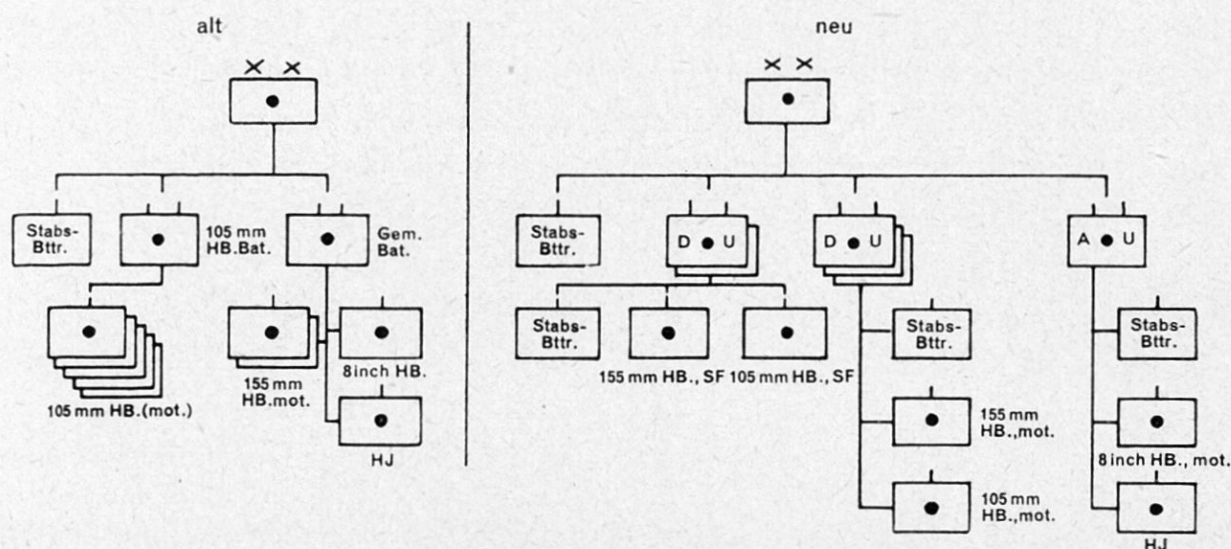 alt
Stabs-
Bttr.
105 mm
HB.Bat.
Gem.
Bat.
105 mm HB.(mot.)
155 mm
HB.mot.
8inch HB.
HJ
neu
Stabs-
Bttr.
D U
D U
A U
Stabs-
Bttr.
155 mm HB., SF
105 mm HB., SF
Stabs-
Bttr.
155 mm
HB.,mot.
105 mm
HB.,mot.
Stabs-
Bttr.
8inch HB., mot.
HJ